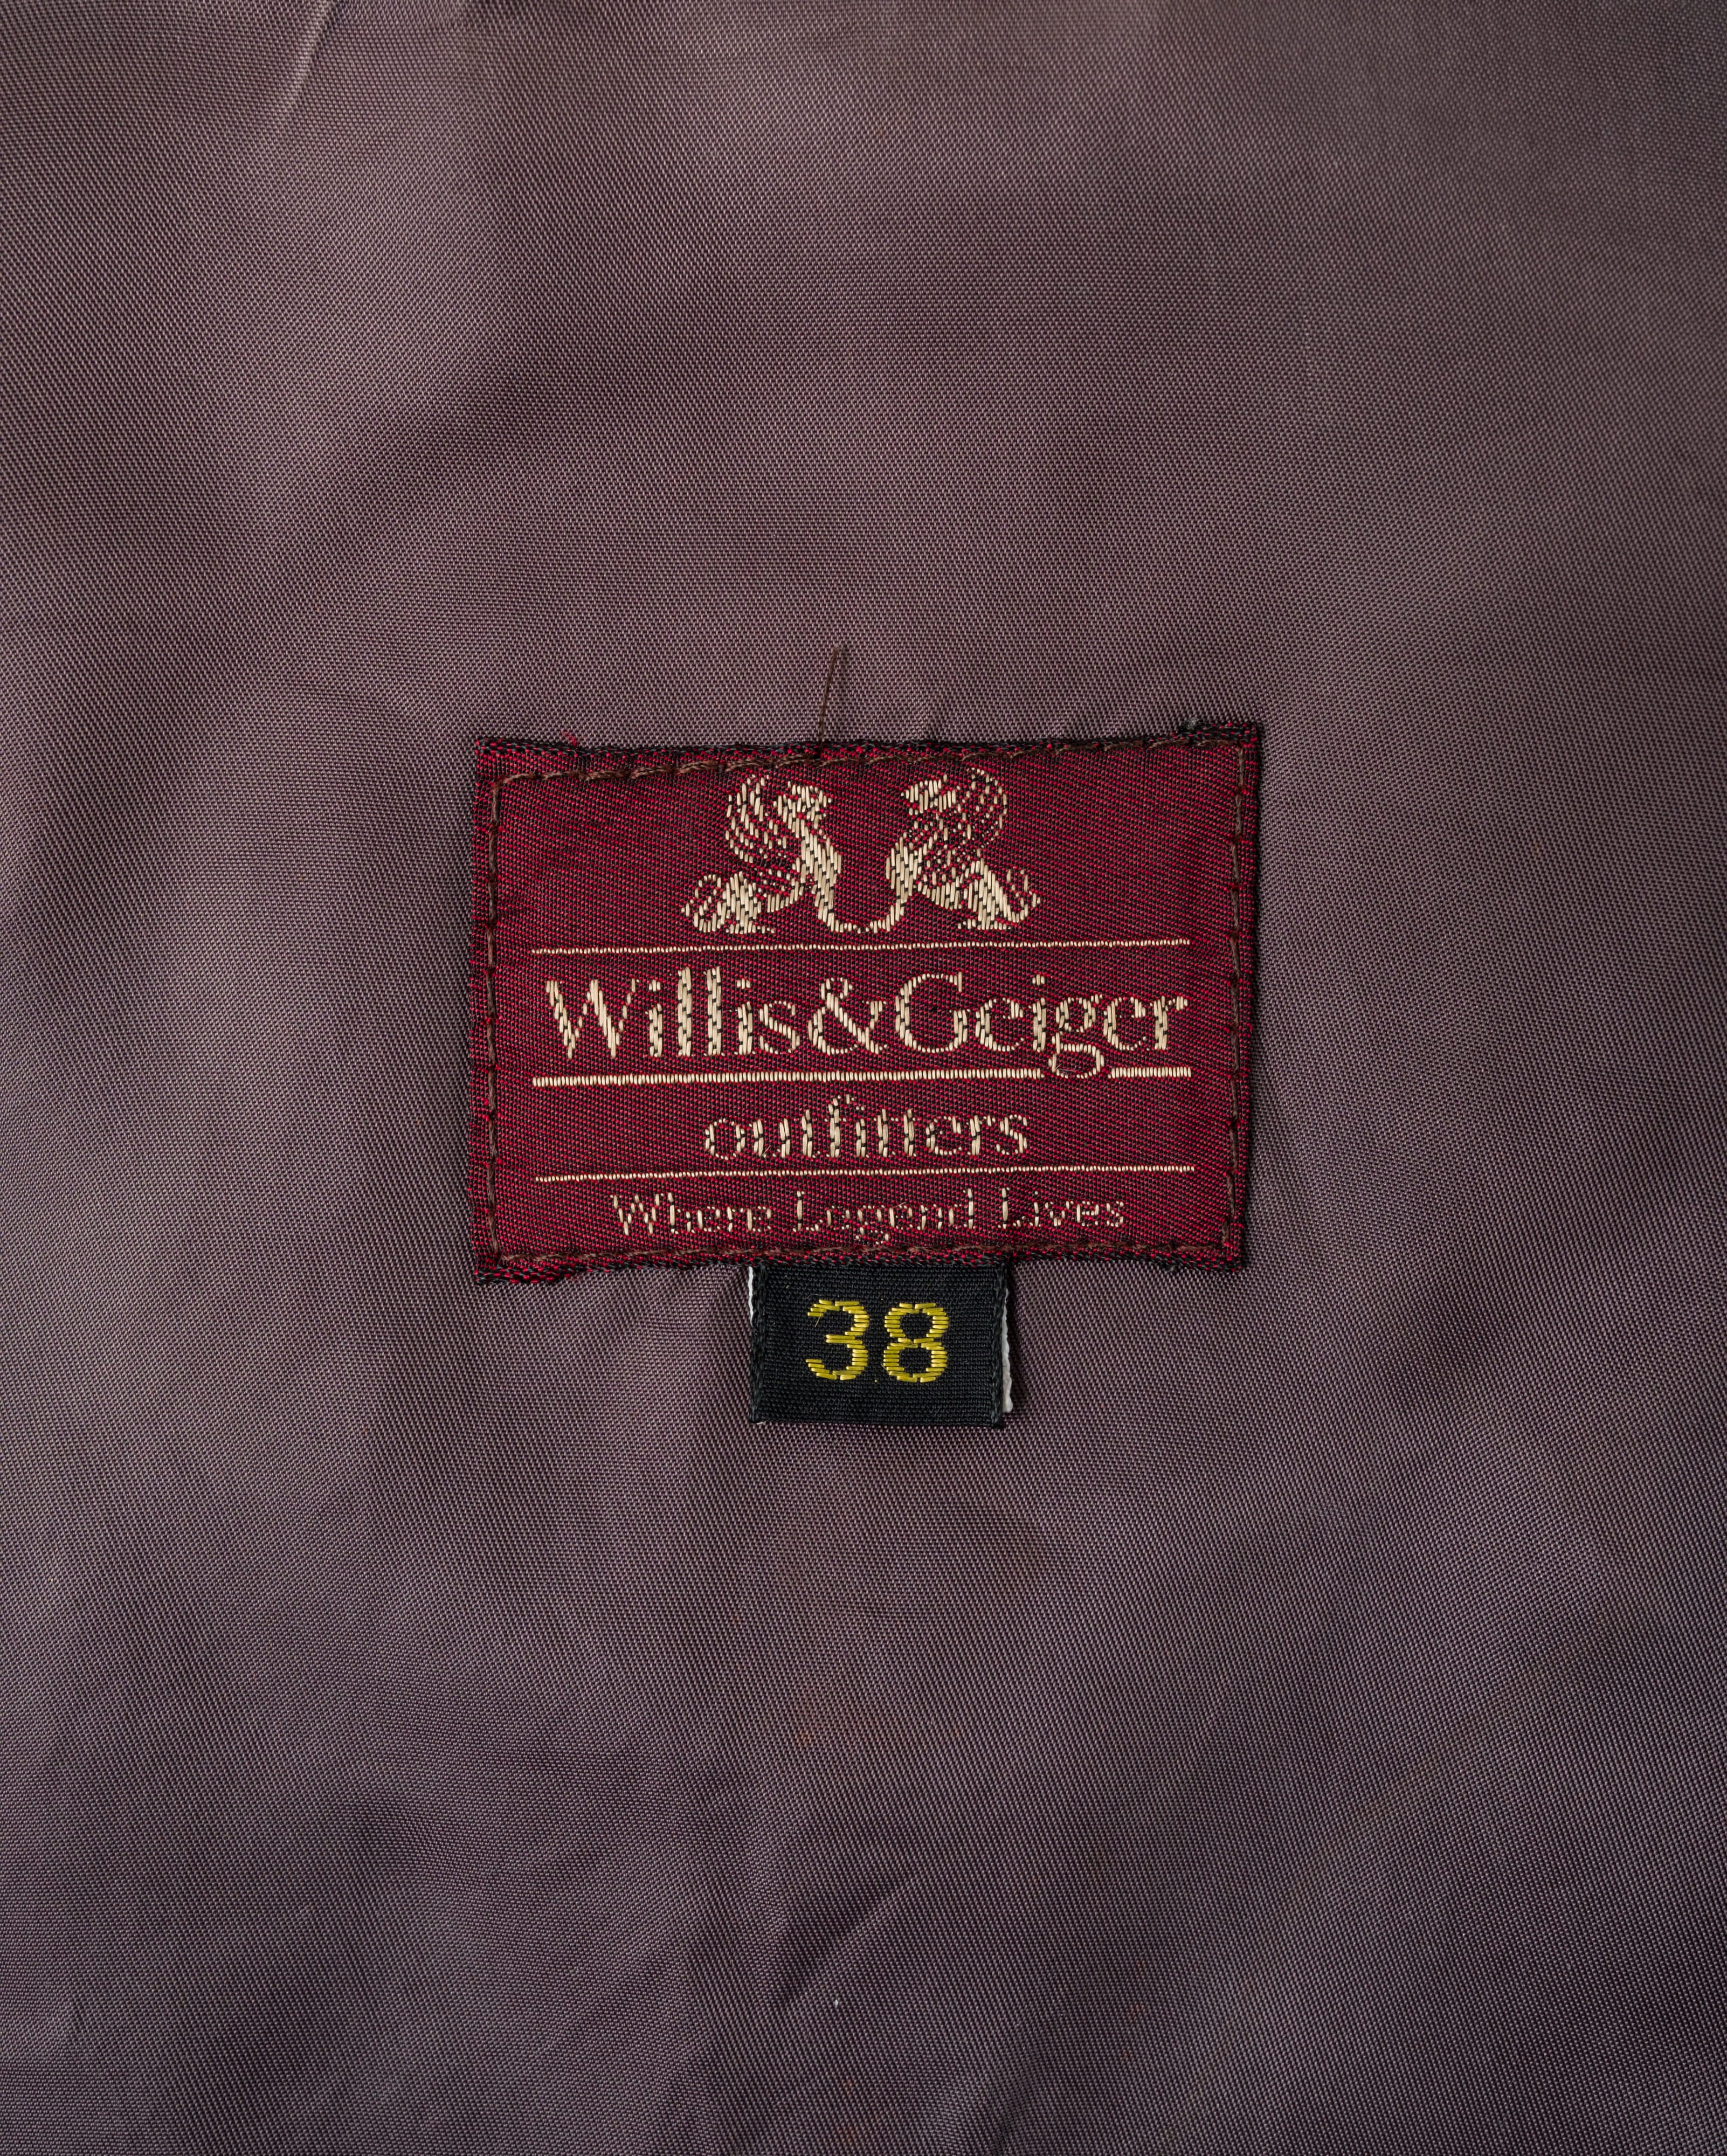 Willis&Geiger
outfitters
Where Legend Lives
38